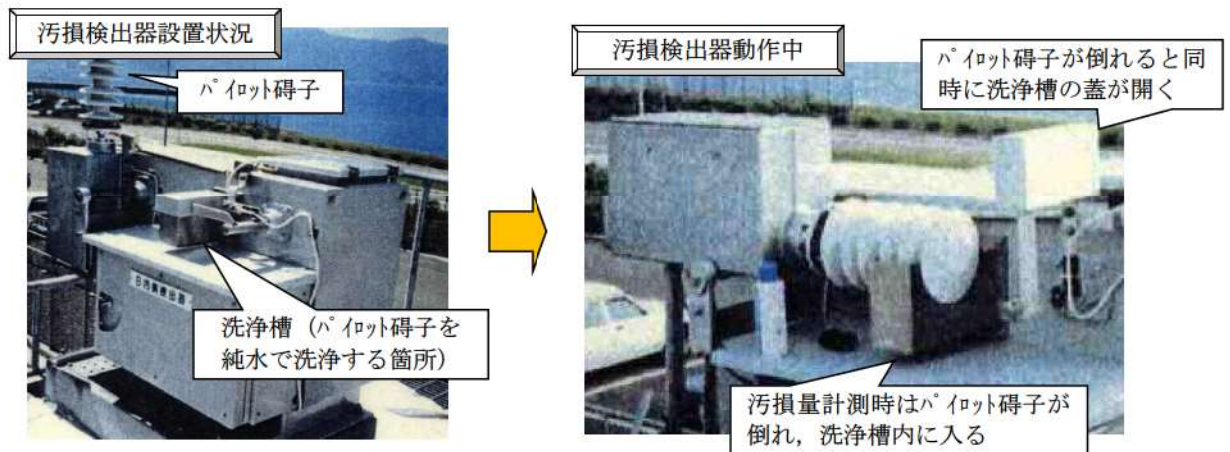 汚損検出器設置状況
ﾊﾟｲﾛｯﾄ碍子
洗浄槽（ﾊﾟｲﾛｯﾄ碍子を
純水で洗浄する箇所）
汚損検出器動作中
ﾊﾟｲﾛｯﾄ碍子が倒れると同
時に洗浄槽の蓋が開く
汚損量計測時はﾊﾟｲﾛｯﾄ碍子が
倒れ，洗浄槽内に入る